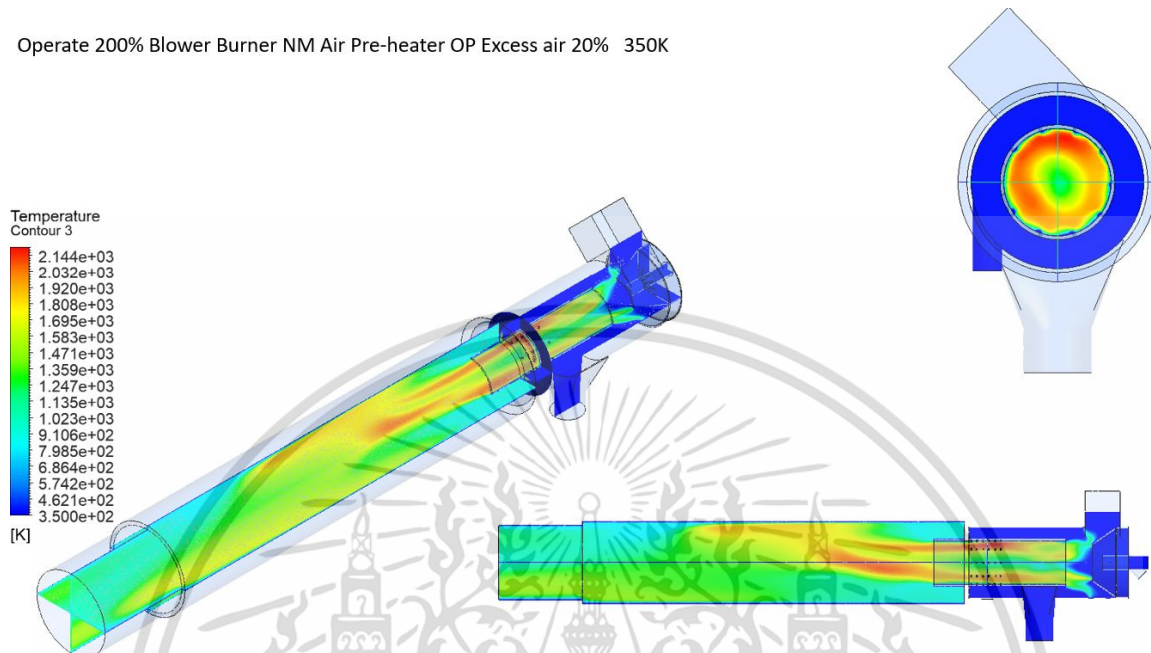 Operate 200% Blower Burner NM Air Pre-heater OP Excess air 20%   350K
Temperature
Contour 3
2.144e+03
2.032e+03
1.920e+03
1.808e+03
1.695e+03
1.583e+03
1.471e+03
1.359e+03
1.247e+03
1.135e+03
1.023e+03
9.106e+02
7.985e+02
6.864e+02
5.742e+02
4.621e+02
3.500e+02
[K]